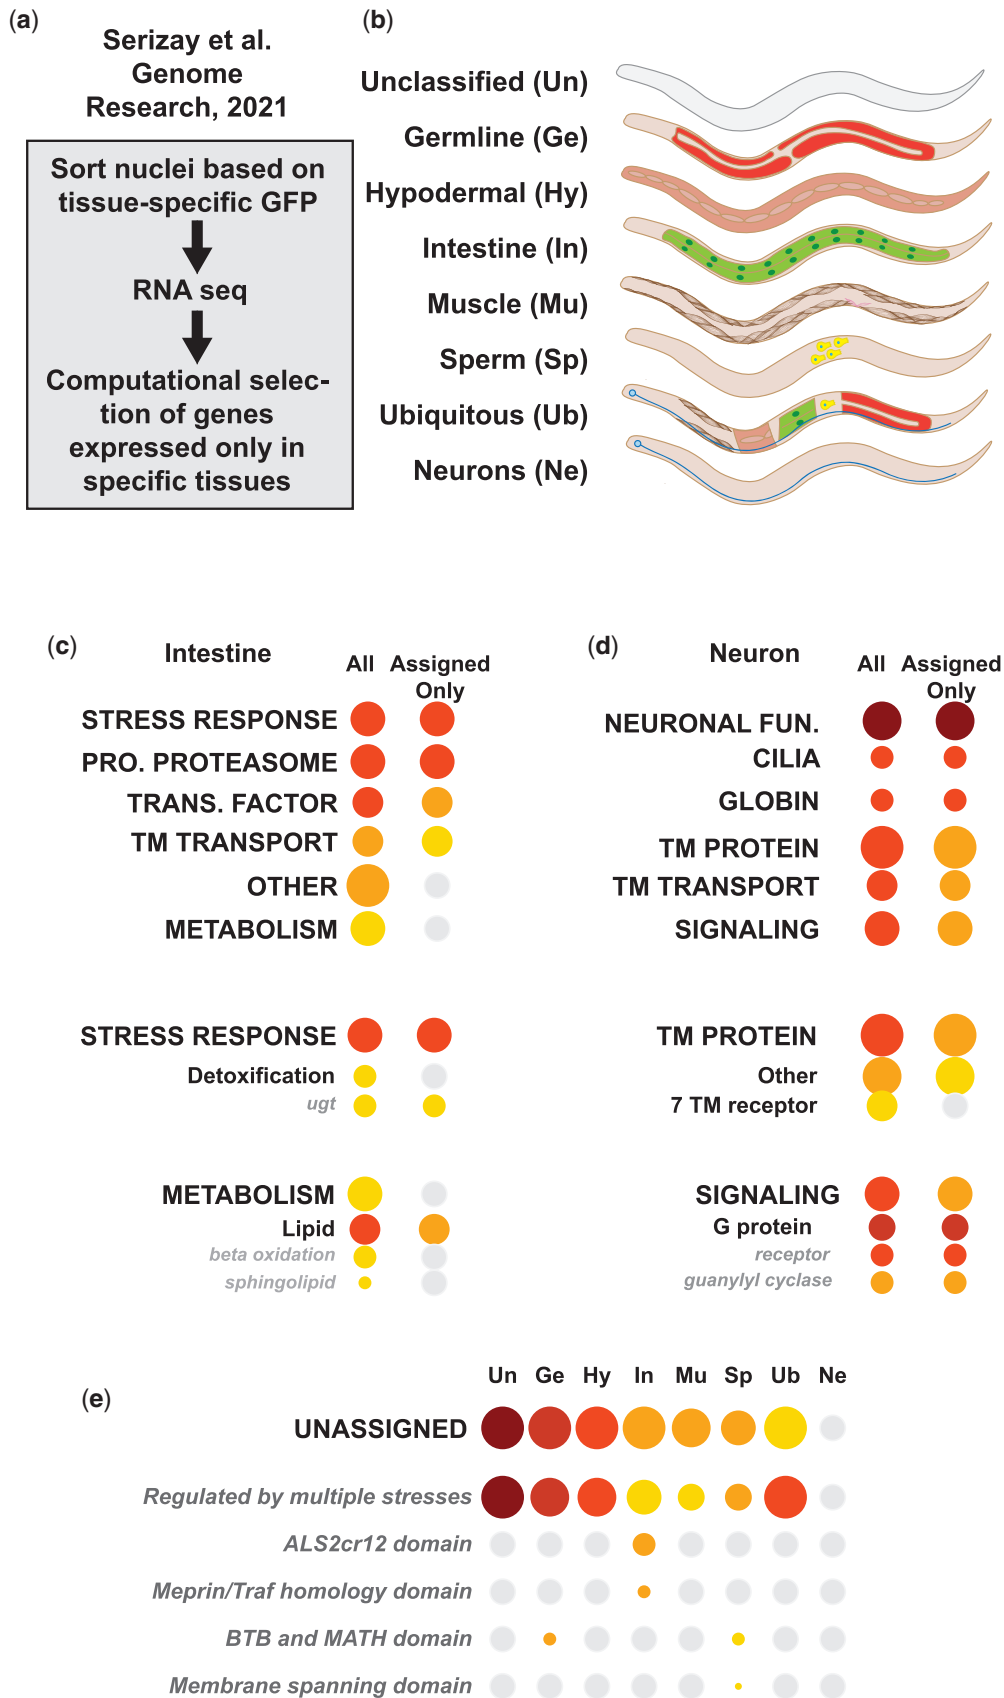 (a)
Serizay et al.
Genome
Research, 2021
Sort nuclei based on
tissue-specific GFP
RNA seq
Computational selec-
tion of genes
expressed only in
specific tissues
(b)
Unclassified (Un)
Germline (Ge)
Hypodermal (Hy)
Intestine (In)
Muscle (Mu)
Sperm (Sp)
Ubiquitous (Ub)
Neurons (Ne)
(c)
Intestine
All Assigned
Only
STRESS RESPONSE
PRO. PROTEASOME
TRANS. FACTOR
TM TRANSPORT
OTHER
METABOLISM
STRESS RESPONSE
Detoxification
ugt
METABOLISM
Lipid
beta oxidation
sphingolipid
(d)
Neuron
All Assigned
Only
NEURONAL FUN.
CILIA
GLOBIN
TM PROTEIN
TM TRANSPORT
SIGNALING
TM PROTEIN
Other
7 TM receptor
SIGNALING
G protein
receptor
guanylyl cyclase
(e)
Un Ge Hy In Mu Sp Ub Ne
UNASSIGNED
Regulated by multiple stresses
ALS2cr12 domain
Meprin/Traf homology domain
BTB and MATH domain
Membrane spanning domain